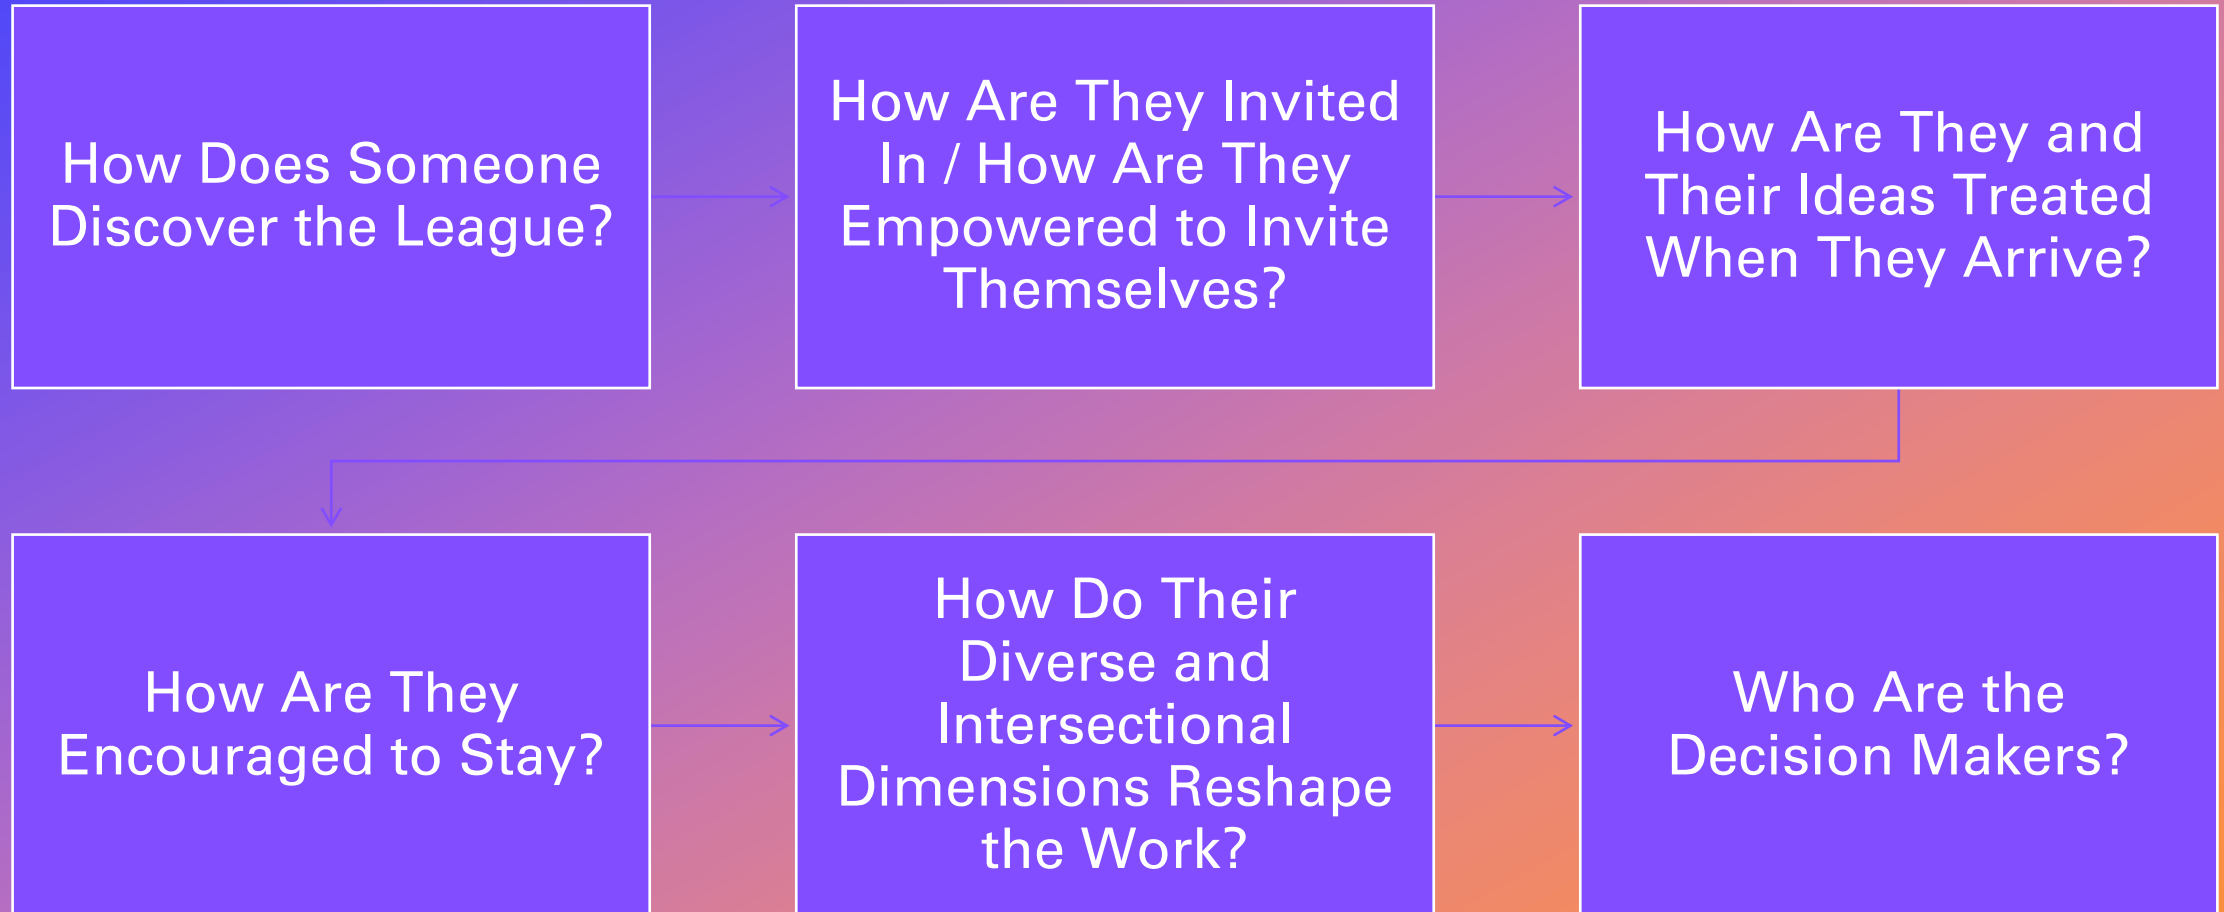 How Does Someone
Discover the League?
How Are They Invited
In / How Are They
Empowered to Invite
Themselves?
How Are They and
Their Ideas Treated
When They Arrive?
How Are They
Encouraged to Stay?
How Do Their
Diverse and
Intersectional
Dimensions Reshape
the Work?
Who Are the
Decision Makers?